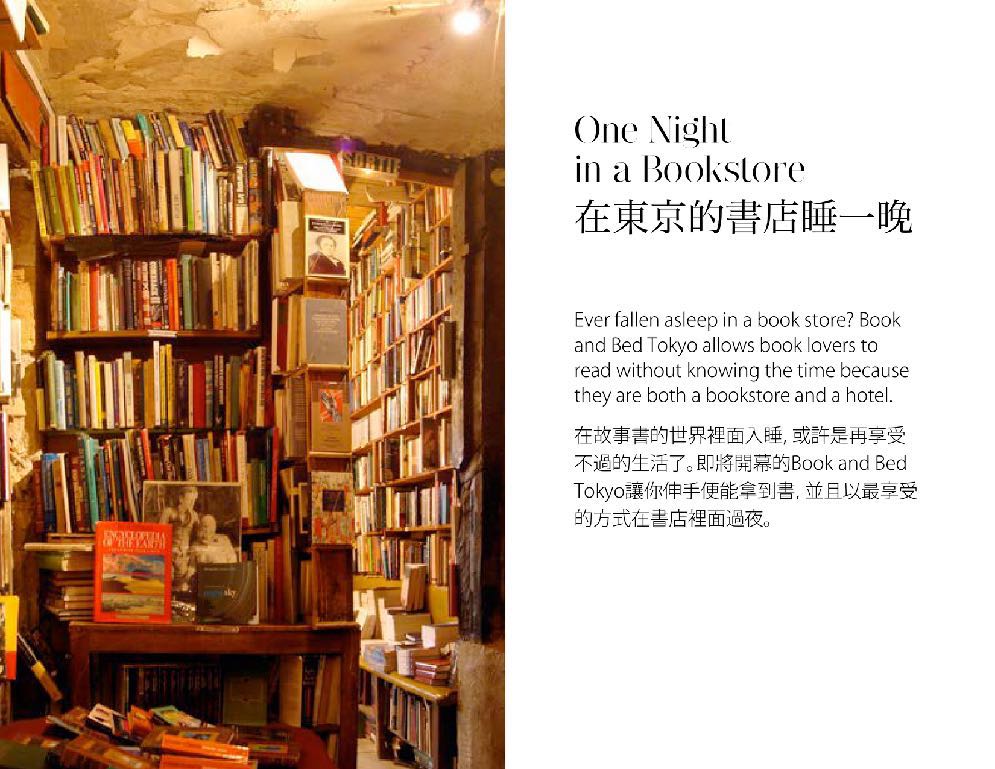 ENCYCLOPEDIA
OF THE EARTH
One Night
in a Bookstore
在東京的書店睡一晚
Ever fallen asleep in a book store? Book
and Bed Tokyo allows book lovers to
read without knowing the time because
they are both a bookstore and a hotel.
在故事書的世界裡面入睡, 或許是再享受
不過的生活了。即將開幕的Book and Bed
Tokyo讓你伸手便能拿到書, 並且以最享受
的方式在書店裡面過夜。